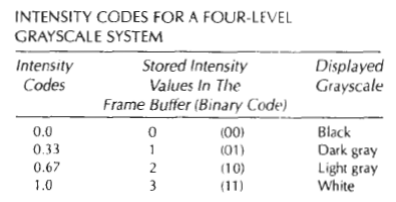 INTENSITY CODES FOR A FOUR-LEVEL
GRAYSCALE SYSTEM
Intensity Stored Intensity Displayed
Codes Values In The Grayscale
Frame Buffer (Binary Code)
0.0 0 (00) Black
0.33 1 (01) Dark gray
0.67 2 (10) Light gray
1.0 3 (11) White